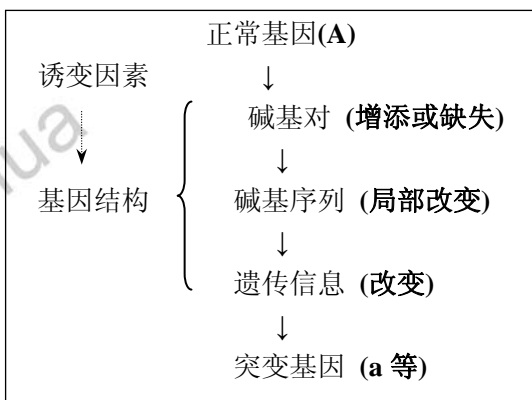 正常基因(A)
诱变因素 ↓
碱基对 (增添或缺失)
↓
基因结构 碱基序列 (局部改变)
↓
遗传信息 (改变)
↓
突变基因 (a 等)
hua